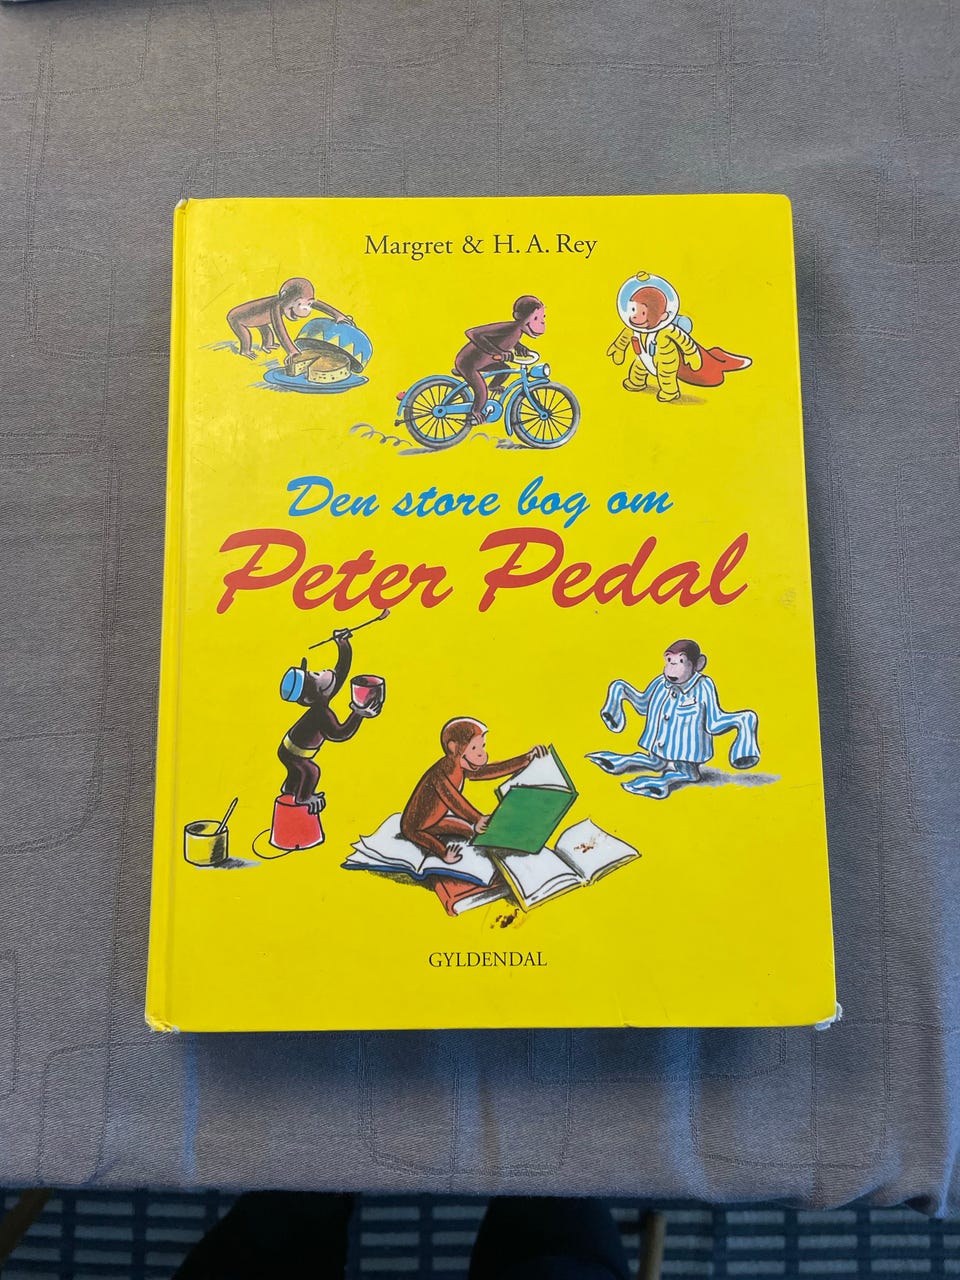 Margret & H. A. Rey
Den store bog om
Peter Pedal
GYLDENDAL